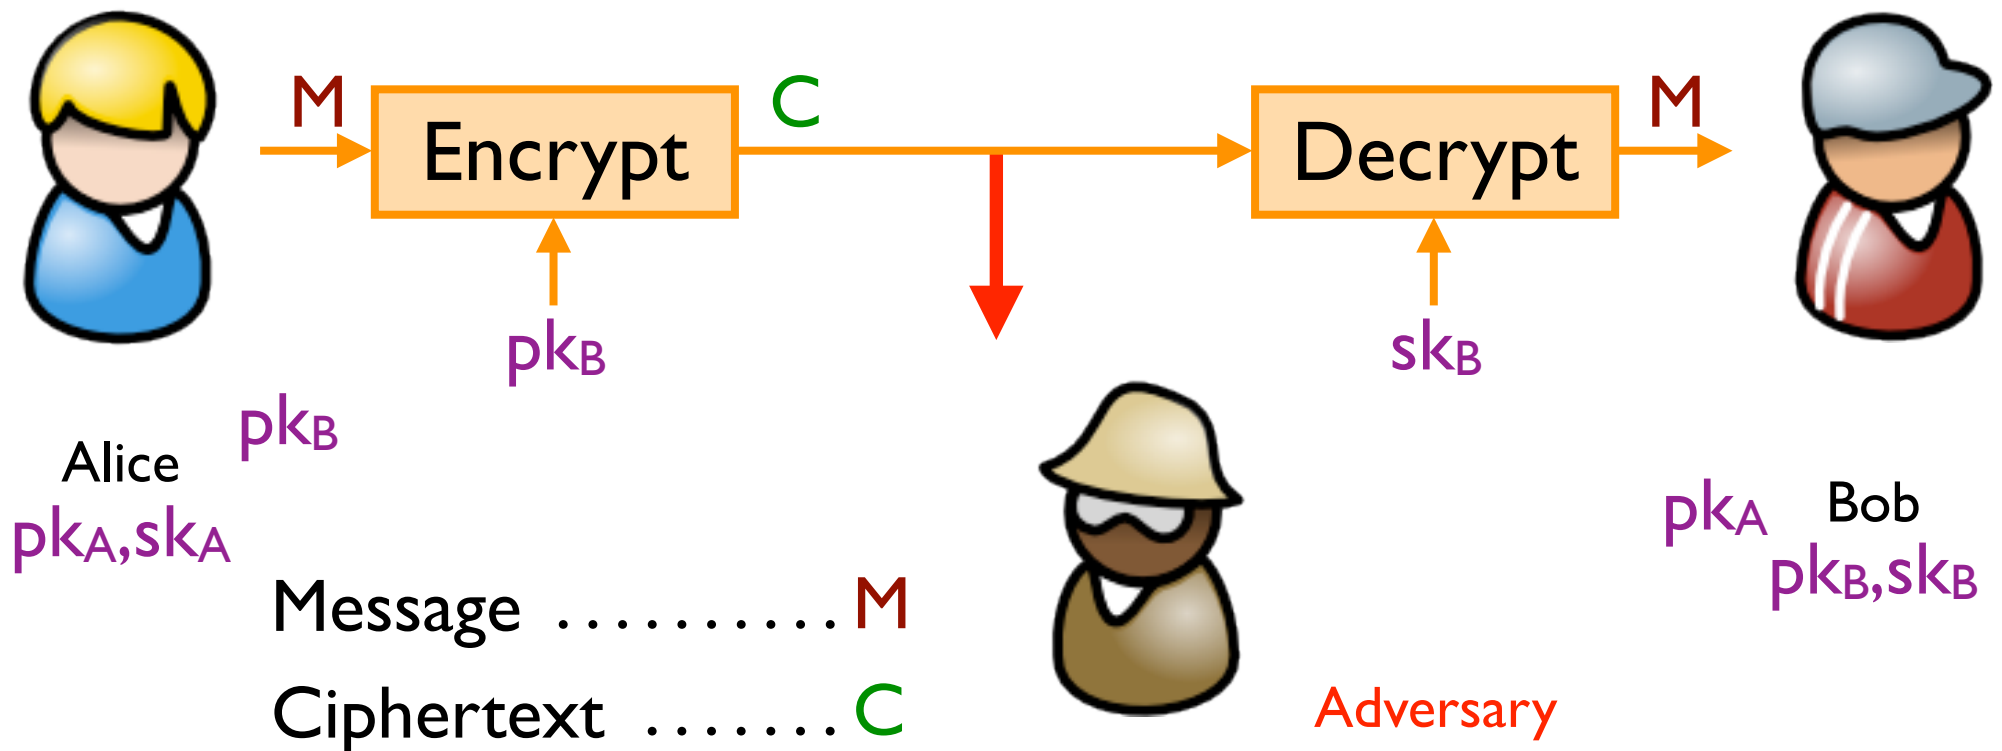 M
Encrypt
C
Decrypt
M
pkB
skB
pkB
Alice
pkA,skA
pkA
Bob
pkB,skB
Message .......... M
Ciphertext ....... C
Adversary